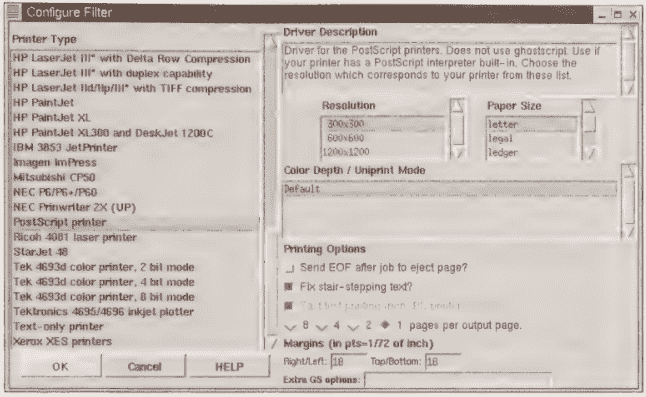 Configure Filter
Printer Type
HP LaserJet III* with Delta Row Compression
HP LaserJet III* with duplex capability
HP LaserJet IId/IIp/III* with TIFF compression
HP PaintJet
HP PaintJet XL
HP PaintJet XL300 and DeskJet 1200C
IBM 3853 JetPrinter
Imagen ImPress
Mitsubishi CP50
NEC P6/P6+/P60
NEC Prinwriter 2X (UP)
PostScript printer
Ricoh 4081 laser printer
StarJet 48
Tek 4693d color printer, 2 bit mode
Tek 4693d color printer, 4 bit mode
Tek 4693d color printer, 8 bit mode
Tektronics 4695/4696 inkjet plotter
Text-only printer
Xerox XES printers
OK Cancel HELP
Driver Description
Driver for the PostScript printers. Does not use ghostscript. Use if
your printer has a PostScript interpreter built-in. Choose the
resolution which corresponds to your printer from these list.
Resolution
300x300
600x600
1200x1200
Paper Size
letter
legal
ledger
Color Depth / Uniprint Mode
Default
Printing Options
Send EOF after job to eject page?
Fix stair-stepping text?
8 4 2 1 pages per output page.
Margins (in pts=1/72 of inch)
Right/Left: 18 Top/Bottom: 18
Extra GS options: